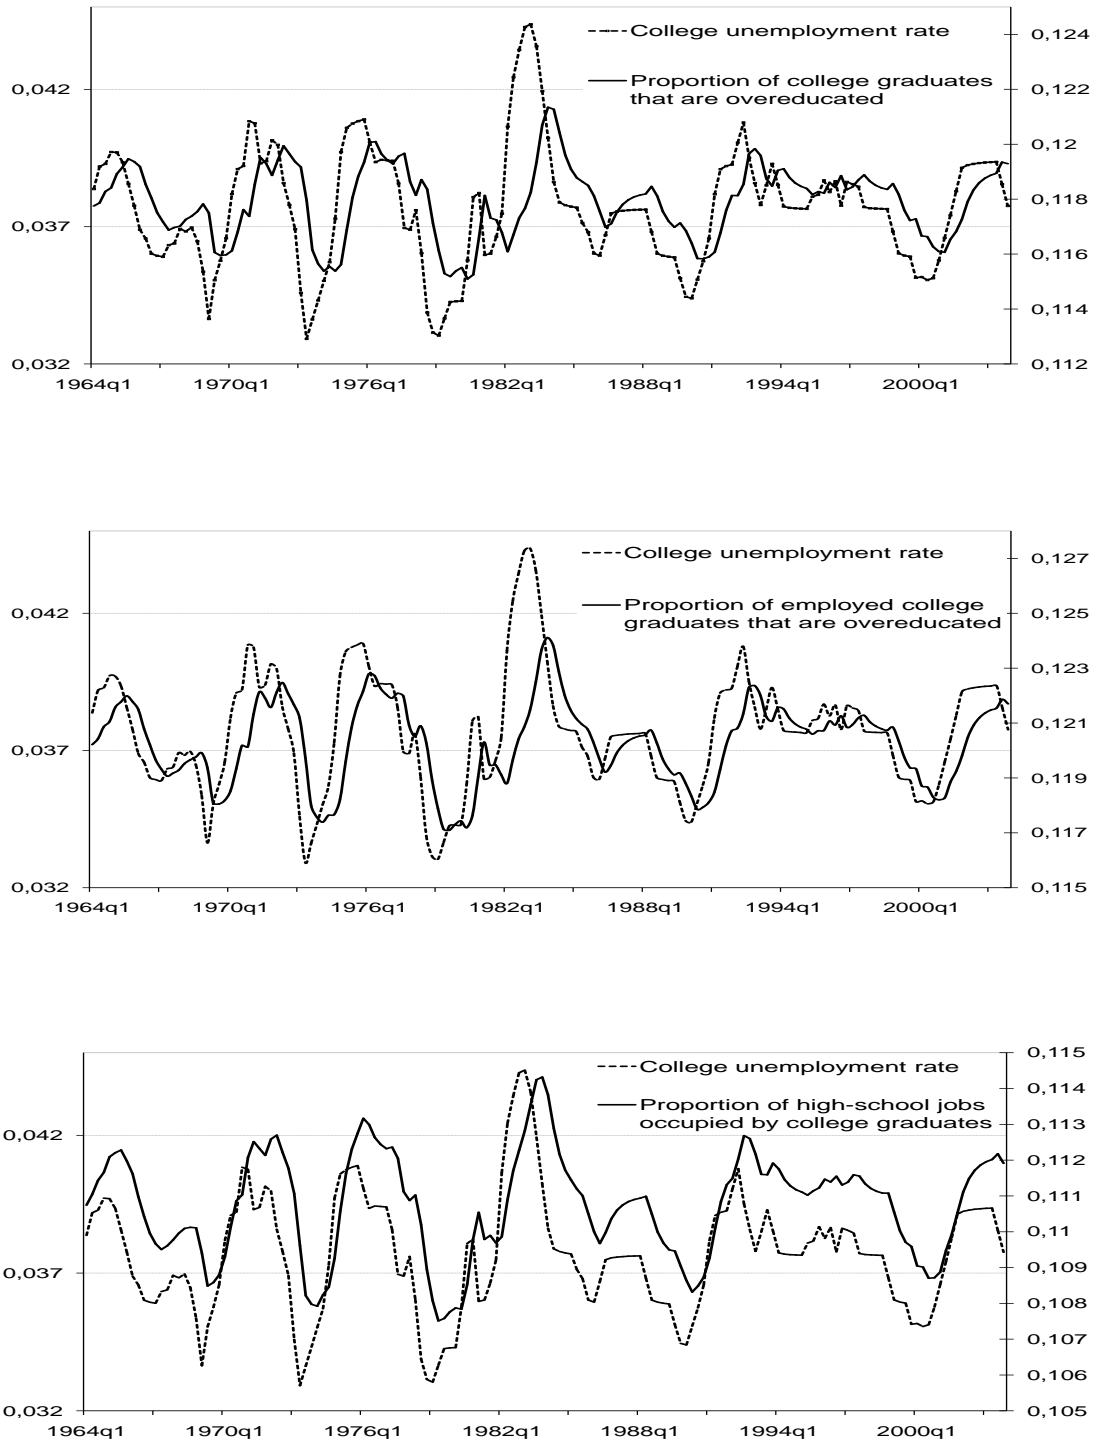 College unemployment rate
Proportion of college graduates
that are overeducated
0,042
0,037
0,032
0,124
0,122
0,12
0,118
0,116
0,114
0,112
1964q1 1970q1 1976q1 1982q1 1988q1 1994q1 2000q1
College unemployment rate
Proportion of employed college
graduates that are overeducated
0,042
0,037
0,032
0,127
0,125
0,123
0,121
0,119
0,117
0,115
1964q1 1970q1 1976q1 1982q1 1988q1 1994q1 2000q1
College unemployment rate
Proportion of high-school jobs
occupied by college graduates
0,042
0,037
0,032
0,115
0,114
0,113
0,112
0,111
0,11
0,109
0,108
0,107
0,106
0,105
1964q1 1970q1 1976q1 1982q1 1988q1 1994q1 2000q1